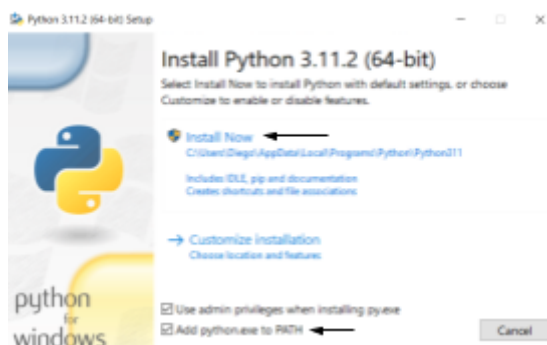 Python 3.11.2 (64-bit) Setup
Install Python 3.11.2 (64-bit)
Select Install Now to install Python with default settings, or choose
Customize to enable or disable features.
Install Now
C:\Users\Diego\AppData\Local\Programs\Python\Python311
Includes IDLE, pip and documentation
Creates shortcuts and file associations
Customize installation
Choose location and features
python
for
windows
Use admin privileges when installing py.exe
Add python.exe to PATH
Cancel